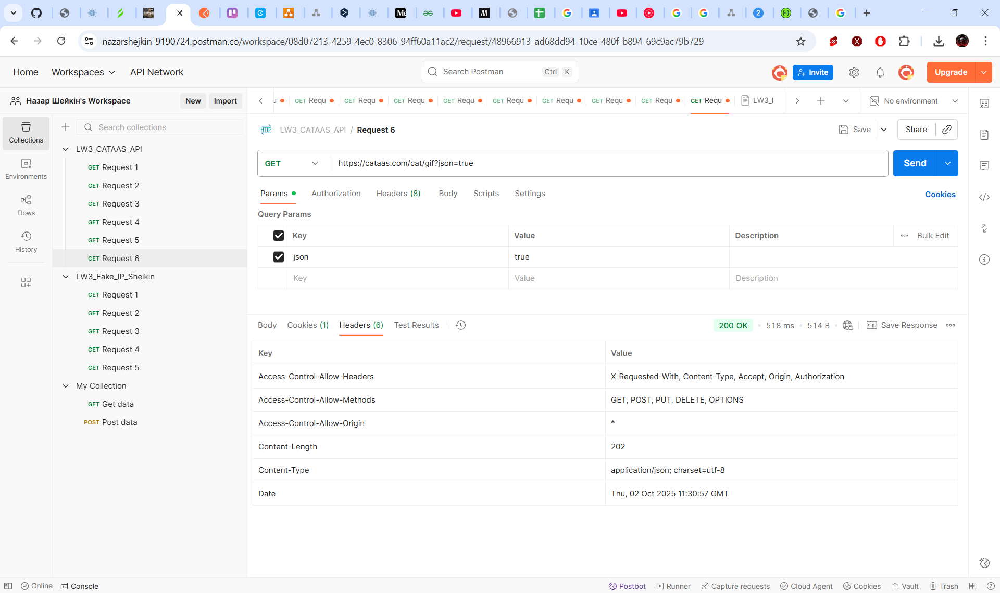 2
nazarshejkin-9190724.postman.co/workspace/08d07213-4259-4ec0-8306-94ff60a11ac2/request/48966913-ad68dd94-10ce-480f-b894-69c9ac79b729
Home Workspaces API Network Search Postman Ctrl K Invite Upgrade
Назар Шейкін's Workspace New Import
GET Requ GET Requ GET Requ GET Requ GET Requ GET Requ GET Requ GET Requ GET Requ LW3_F No environment
Collections
Environments
Flows
History
Search collections
LW3_CATAAS_API
GET Request 1
GET Request 2
GET Request 3
GET Request 4
GET Request 5
GET Request 6
LW3_Fake_IP_Sheikin
GET Request 1
GET Request 2
GET Request 3
GET Request 4
GET Request 5
My Collection
GET Get data
POST Post data
HTTP LW3_CATAAS_API / Request 6 Save Share
GET https://cataas.com/cat/gif?json=true Send
Params Authorization Headers (8) Body Scripts Settings Cookies
Query Params
Key Value Description Bulk Edit
json true
Key Value Description
Body Cookies (1) Headers (6) Test Results 200 OK 518 ms 514 B e.g. Save Response
Key Value
Access-Control-Allow-Headers X-Requested-With, Content-Type, Accept, Origin, Authorization
Access-Control-Allow-Methods GET, POST, PUT, DELETE, OPTIONS
Access-Control-Allow-Origin *
Content-Length 202
Content-Type application/json; charset=utf-8
Date Thu, 02 Oct 2025 11:30:57 GMT
Online Console Postbot Runner Capture requests Cloud Agent Cookies Vault Trash